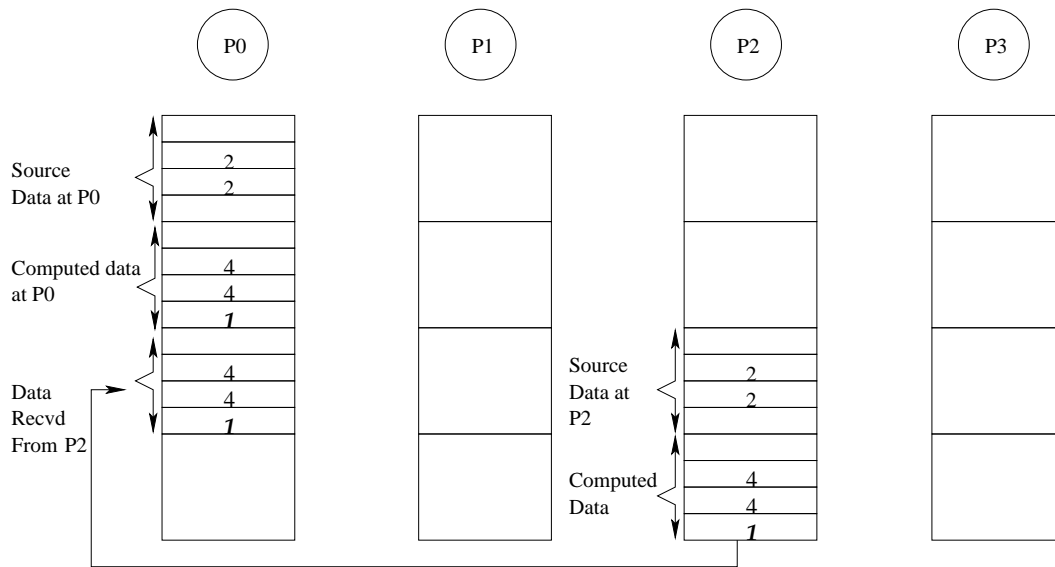 P0 P1 P2 P3
2
2
Source
Data at P0
4
4
1
Computed data
at P0
4
4
1
Data
Recvd
From P2
2
2
Source
Data at
P2
4
4
1
Computed
Data